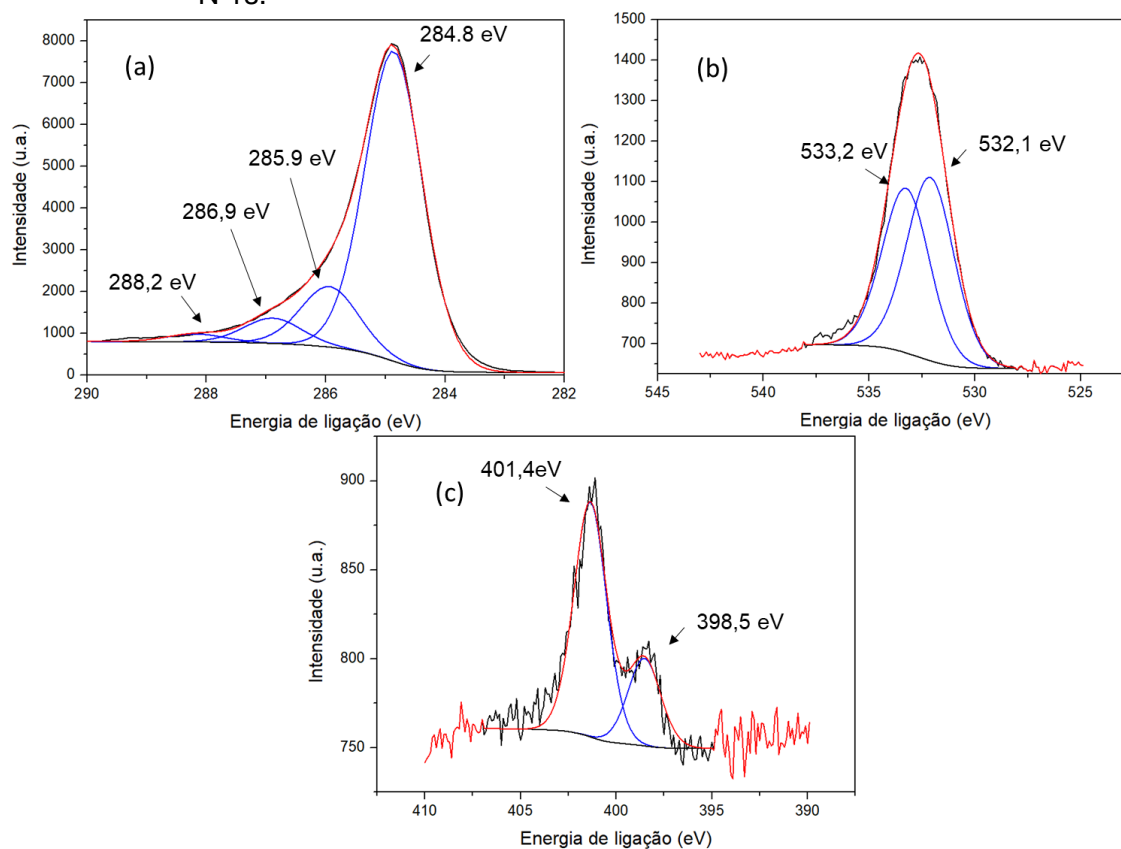 N 1s.
(a)
284.8 eV
285.9 eV
286,9 eV
288,2 eV
8000
7000
6000
5000
4000
3000
2000
1000
0
Intensidade (u.a.)
290
288
286
284
282
Energia de ligação (eV)
(b)
533,2 eV
532,1 eV
1500
1400
1300
1200
1100
1000
900
800
700
Intensidade (u.a.)
545
540
535
530
525
Energia de ligação (eV)
(c)
401,4eV
398,5 eV
900
850
800
750
Intensidade (u.a.)
410
405
400
395
390
Energia de ligação (eV)